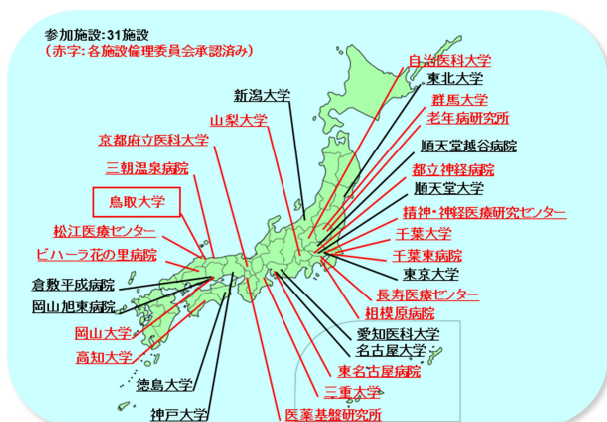 参加施設:31施設
(赤字:各施設倫理委員会承認済み)
自治医科大学
東北大学
新潟大学
群馬大学
山梨大学
老年病研究所
京都府立医科大学
順天堂越谷病院
三朝温泉病院
都立神経病院
順天堂大学
鳥取大学
精神・神経医療研究センター
松江医療センター
千葉大学
ビハーラ花の里病院
千葉東病院
東京大学
倉敷平成病院
長寿医療センター
岡山旭東病院
相模原病院
岡山大学
愛知医科大学
名古屋大学
高知大学
東名古屋病院
徳島大学
三重大学
神戸大学
医薬基盤研究所